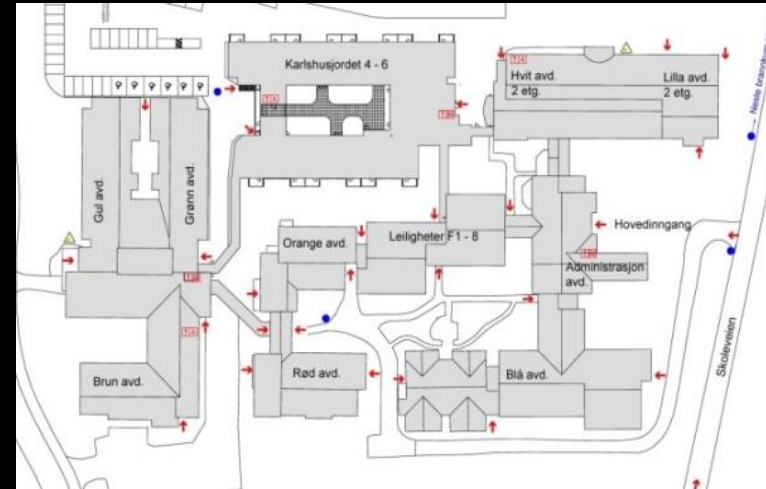 Karlshusjordet 4 - 6
Hvit avd.
2 etg.
Lilla avd.
2 etg.
Gul avd.
Grønn avd.
Orange avd.
Leiligheter F1 - 8
Hovedinngang
Administrasjon
avd.
Brun avd.
Rød avd.
Blå avd.
Skoleveien